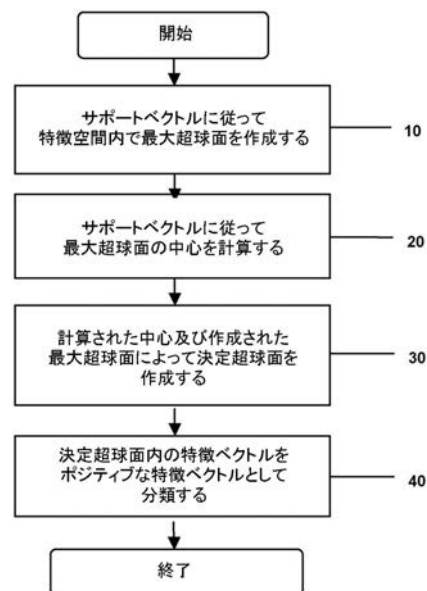 開始
サポートベクトルに従って
特徴空間内で最大超球面を作成する
10
サポートベクトルに従って
最大超球面の中心を計算する
20
計算された中心及び作成された
最大超球面によって決定超球面を
作成する
30
決定超球面内の特徴ベクトルを
ポジティブな特徴ベクトルとして
分類する
40
終了